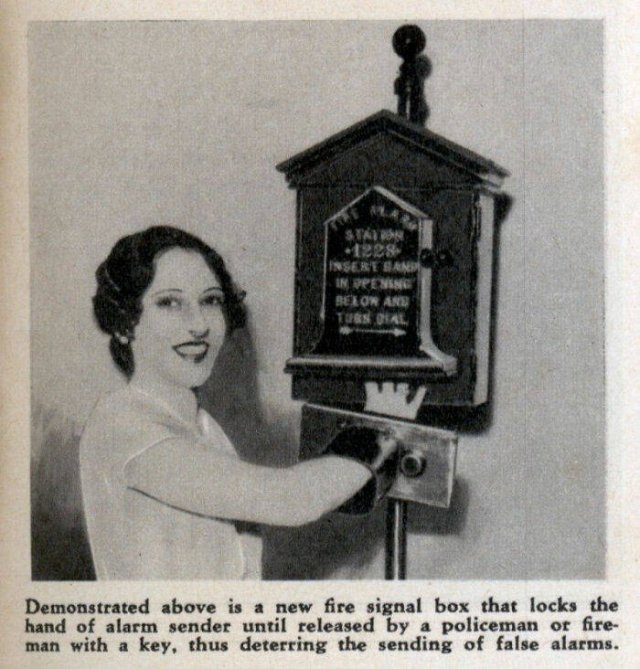 FIRE ALARM
STATION
·1228·
INSERT HAND
IN OPENING
BELOW AND
TURN DIAL
Demonstrated above is a new fire signal box that locks the
hand of alarm sender until released by a policeman or fire-
man with a key, thus deterring the sending of false alarms.